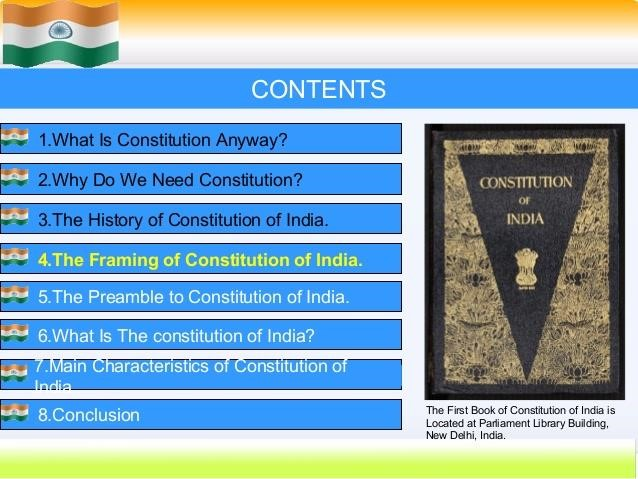 CONTENTS
1.What Is Constitution Anyway?
2.Why Do We Need Constitution?
3.The History of Constitution of India.
4.The Framing of Constitution of India.
5.The Preamble to Constitution of India.
6.What Is The constitution of India?
7.Main Characteristics of Constitution of
India
8.Conclusion
CONSTITUTION
OF
INDIA
The First Book of Constitution of India is
Located at Parliament Library Building,
New Delhi, India.